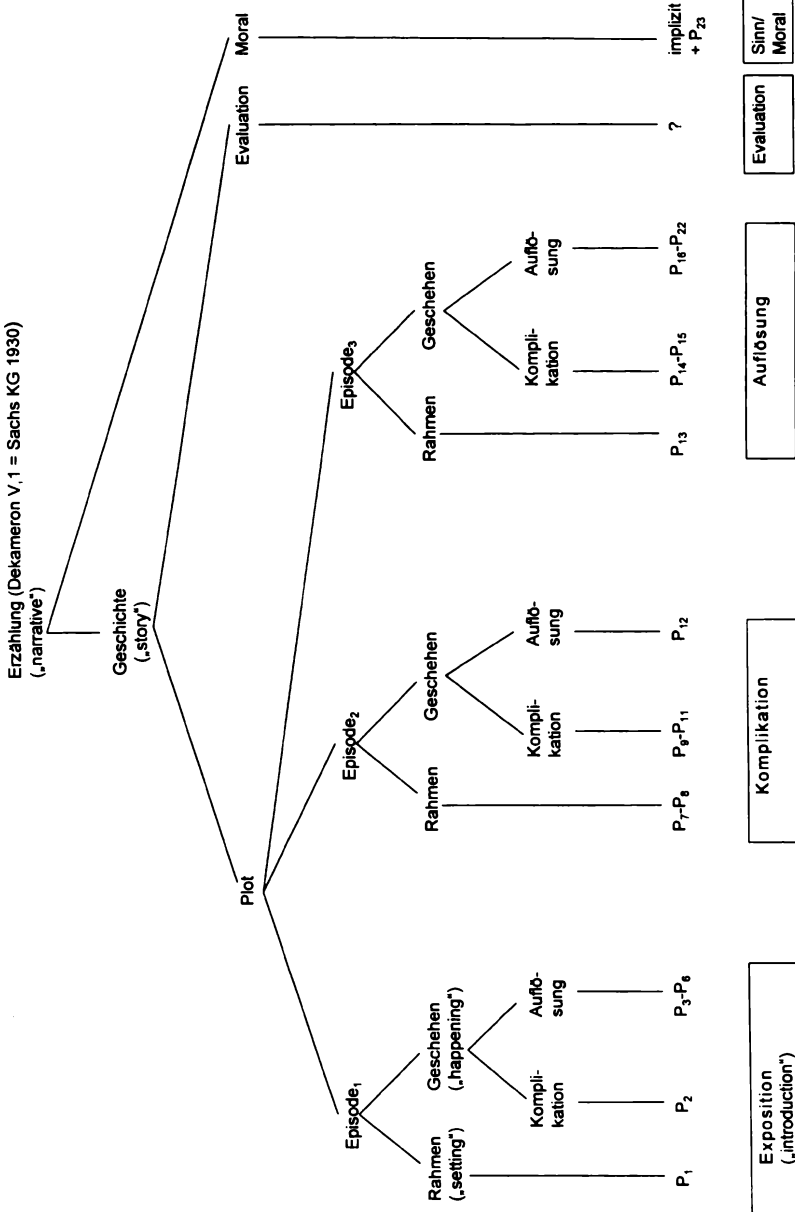 Erzählung (Dekameron V,1 = Sachs KG 1930)
(„narrative“)
Geschichte
(„story“)
Moral
Evaluation
Plot
Episode₁
Episode₂
Episode₃
Rahmen
(„setting“)
Geschehen
(„happening“)
Rahmen
Geschehen
Rahmen
Geschehen
Kompli-
kation
Auflö-
sung
Kompli-
kation
Auflö-
sung
Kompli-
kation
Auflö-
sung
P₁
P₂
P₃-P₆
P₇-P₈
P₉-P₁₁
P₁₂
P₁₃
P₁₄-P₁₅
P₁₆-P₂₂
?
implizit
+ P₂₃
Exposition
(„introduction“)
Komplikation
Auflösung
Evaluation
Sinn/
Moral